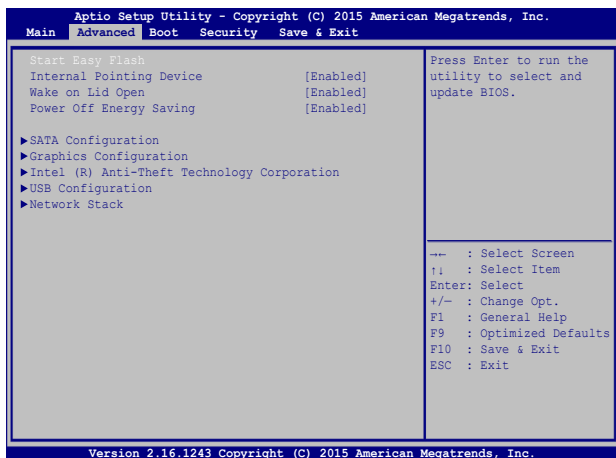 Aptio Setup Utility - Copyright (C) 2015 American Megatrends, Inc.
Main Advanced Boot Security Save & Exit
Start Easy Flash
Internal Pointing Device [Enabled]
Wake on Lid Open [Enabled]
Power Off Energy Saving [Enabled]
▶SATA Configuration
▶Graphics Configuration
▶Intel (R) Anti-Theft Technology Corporation
▶USB Configuration
▶Network Stack
Press Enter to run the
utility to select and
update BIOS.
→← : Select Screen
↑↓ : Select Item
Enter: Select
+/— : Change Opt.
F1 : General Help
F9 : Optimized Defaults
F10 : Save & Exit
ESC : Exit
Version 2.16.1243 Copyright (C) 2015 American Megatrends, Inc.